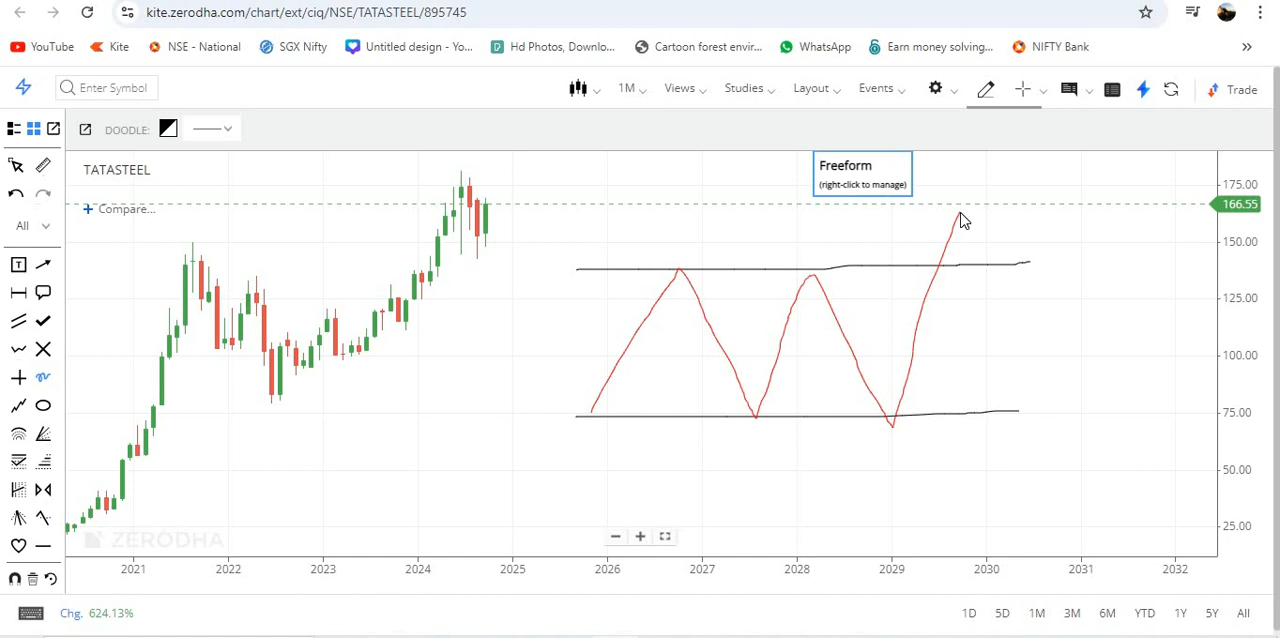 kite.zerodha.com/chart/ext/ciq/NSE/TATASTEEL/895745
YouTube Kite NSE - National SGX Nifty Untitled design - Yo... Hd Photos, Downlo... Cartoon forest envir... WhatsApp Earn money solving... NIFTY Bank »
Enter Symbol 1M Views Studies Layout Events Trade
DOODLE:
TATASTEEL
Compare...
All
T
Freeform
(right-click to manage)
175.00
166.55
150.00
125.00
100.00
75.00
50.00
25.00
ZERODHA
2021 2022 2023 2024 2025 2026 2027 2028 2029 2030 2031 2032
Chg. 624.13% 1D 5D 1M 3M 6M YTD 1Y 5Y All